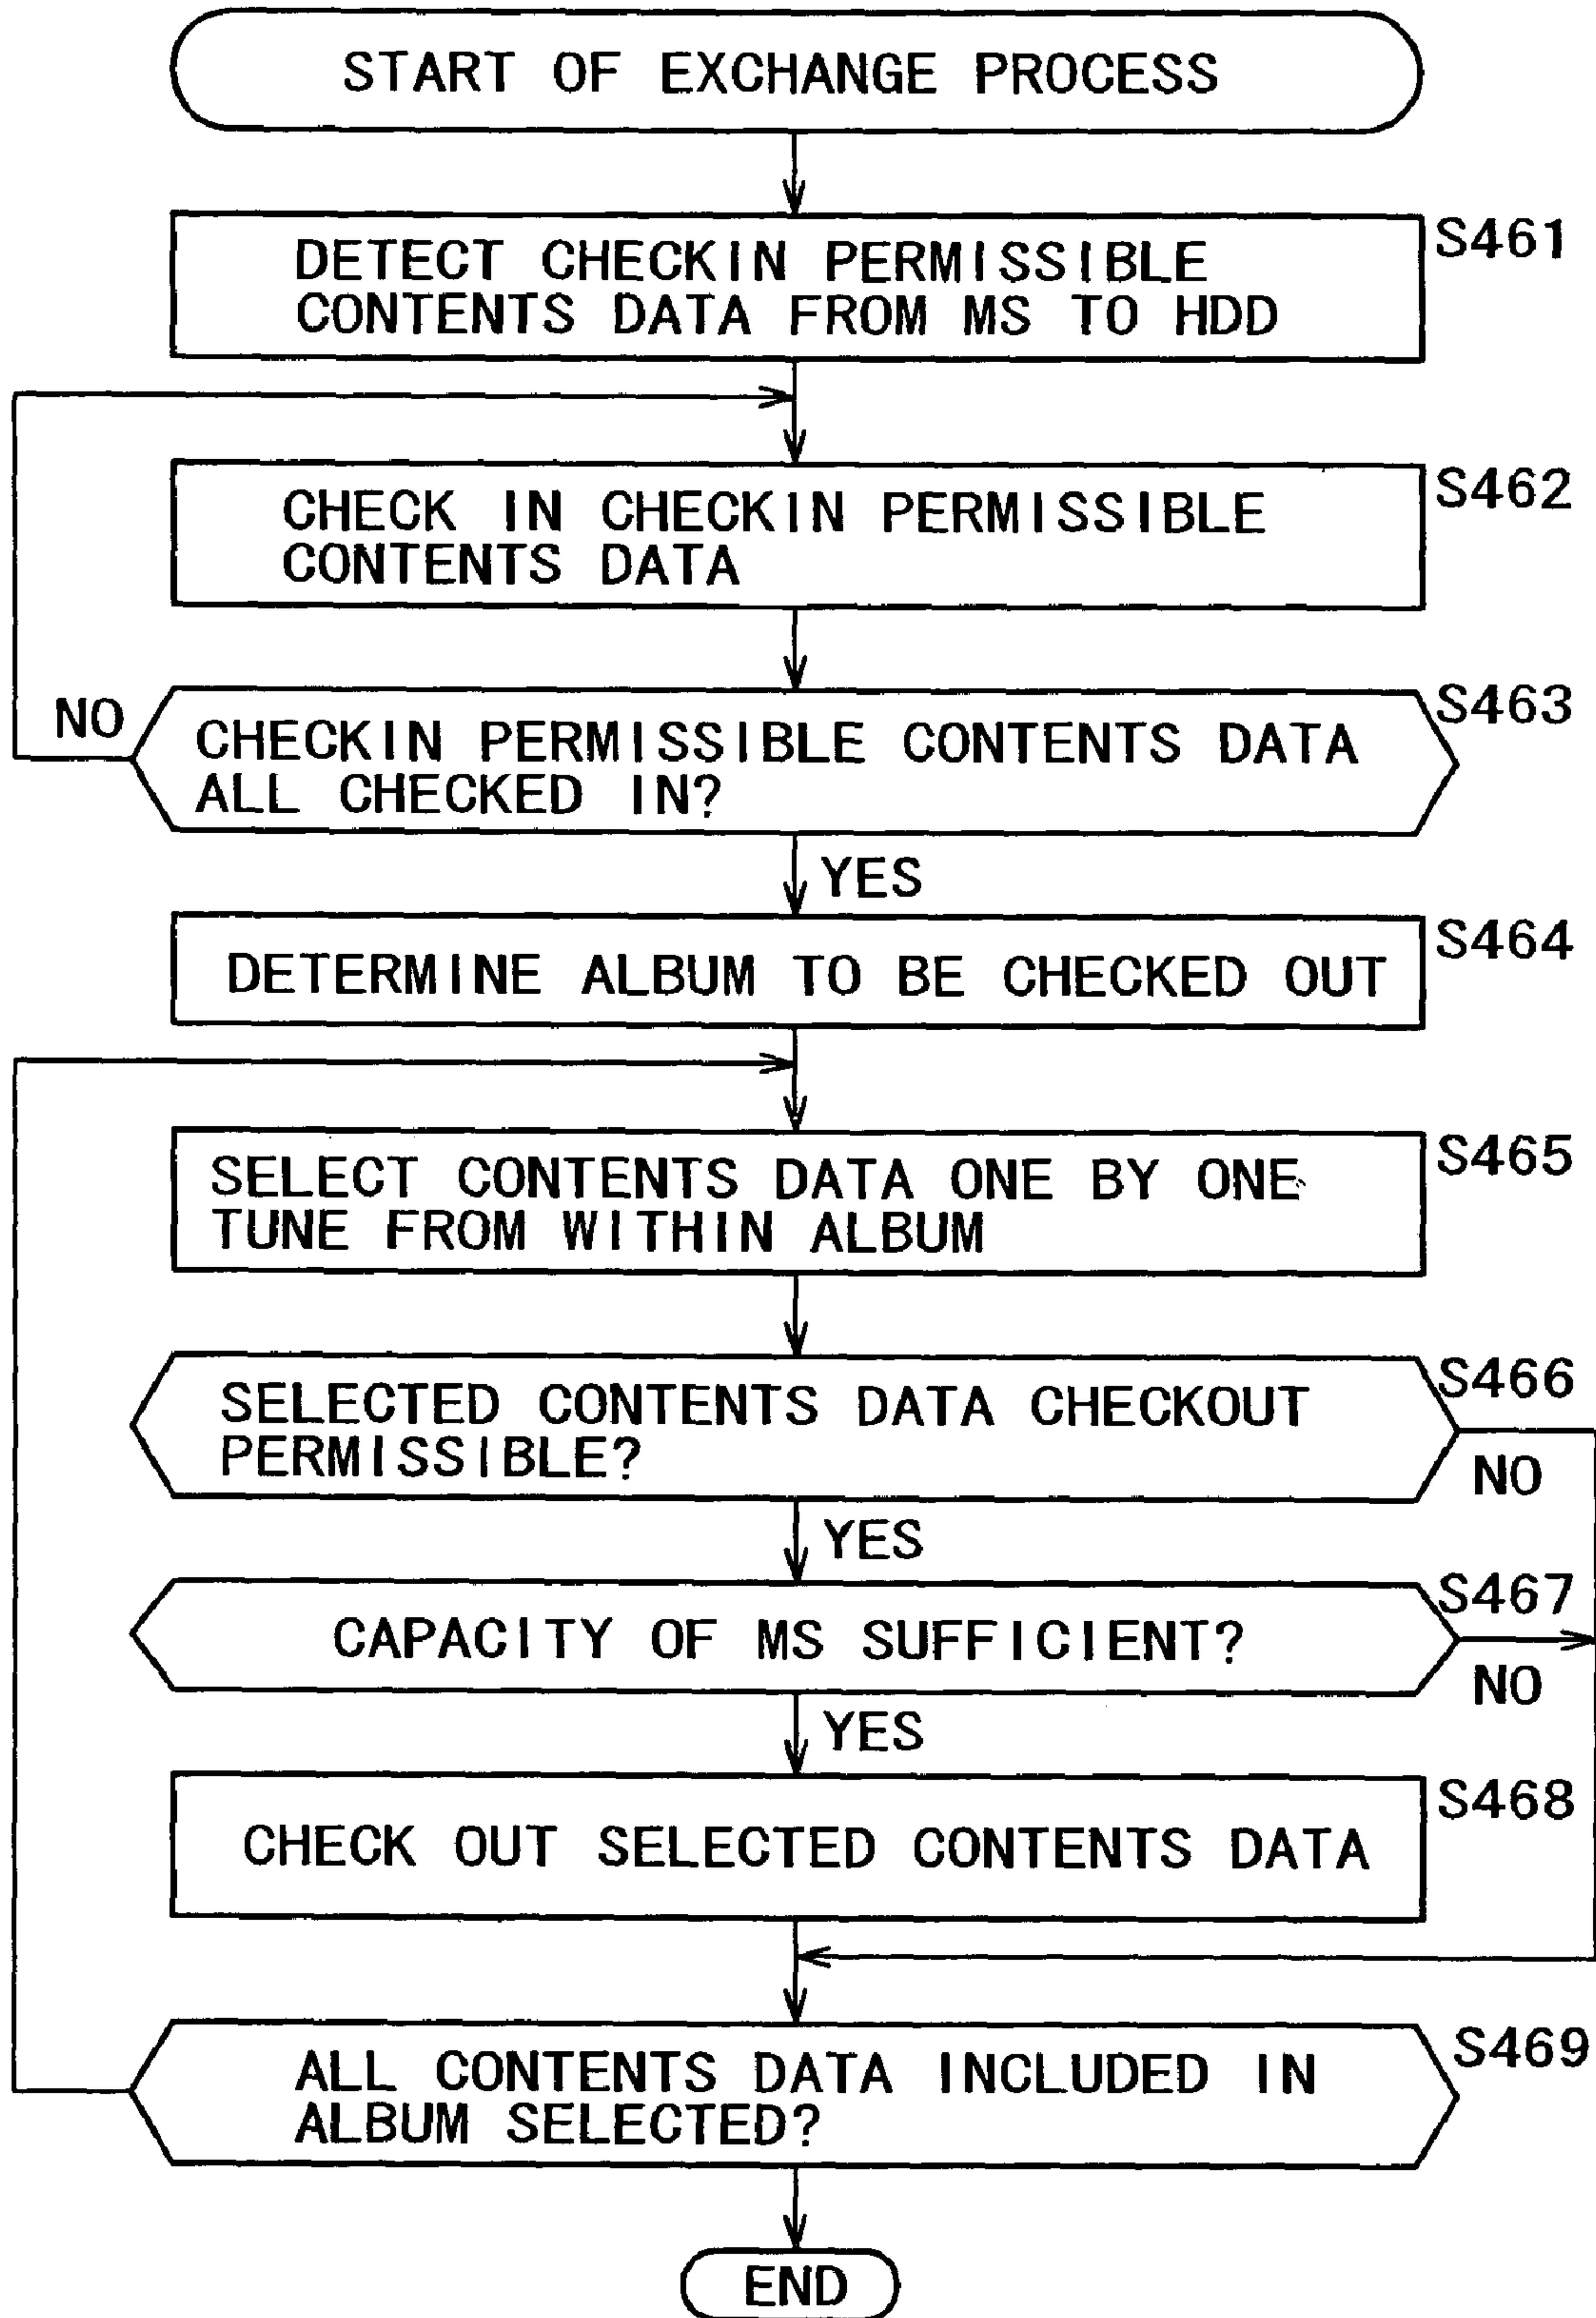 START OF EXCHANGE PROCESS
S461
DETECT CHECKIN PERMISSIBLE
CONTENTS DATA FROM MS TO HDD
S462
CHECK IN CHECKIN PERMISSIBLE
CONTENTS DATA
S463
NO
CHECKIN PERMISSIBLE CONTENTS DATA
ALL CHECKED IN?
YES
S464
DETERMINE ALBUM TO BE CHECKED OUT
S465
SELECT CONTENTS DATA ONE BY ONE
TUNE FROM WITHIN ALBUM
S466
SELECTED CONTENTS DATA CHECKOUT
PERMISSIBLE?
NO
YES
S467
CAPACITY OF MS SUFFICIENT?
NO
YES
S468
CHECK OUT SELECTED CONTENTS DATA
S469
ALL CONTENTS DATA INCLUDED IN
ALBUM SELECTED?
END